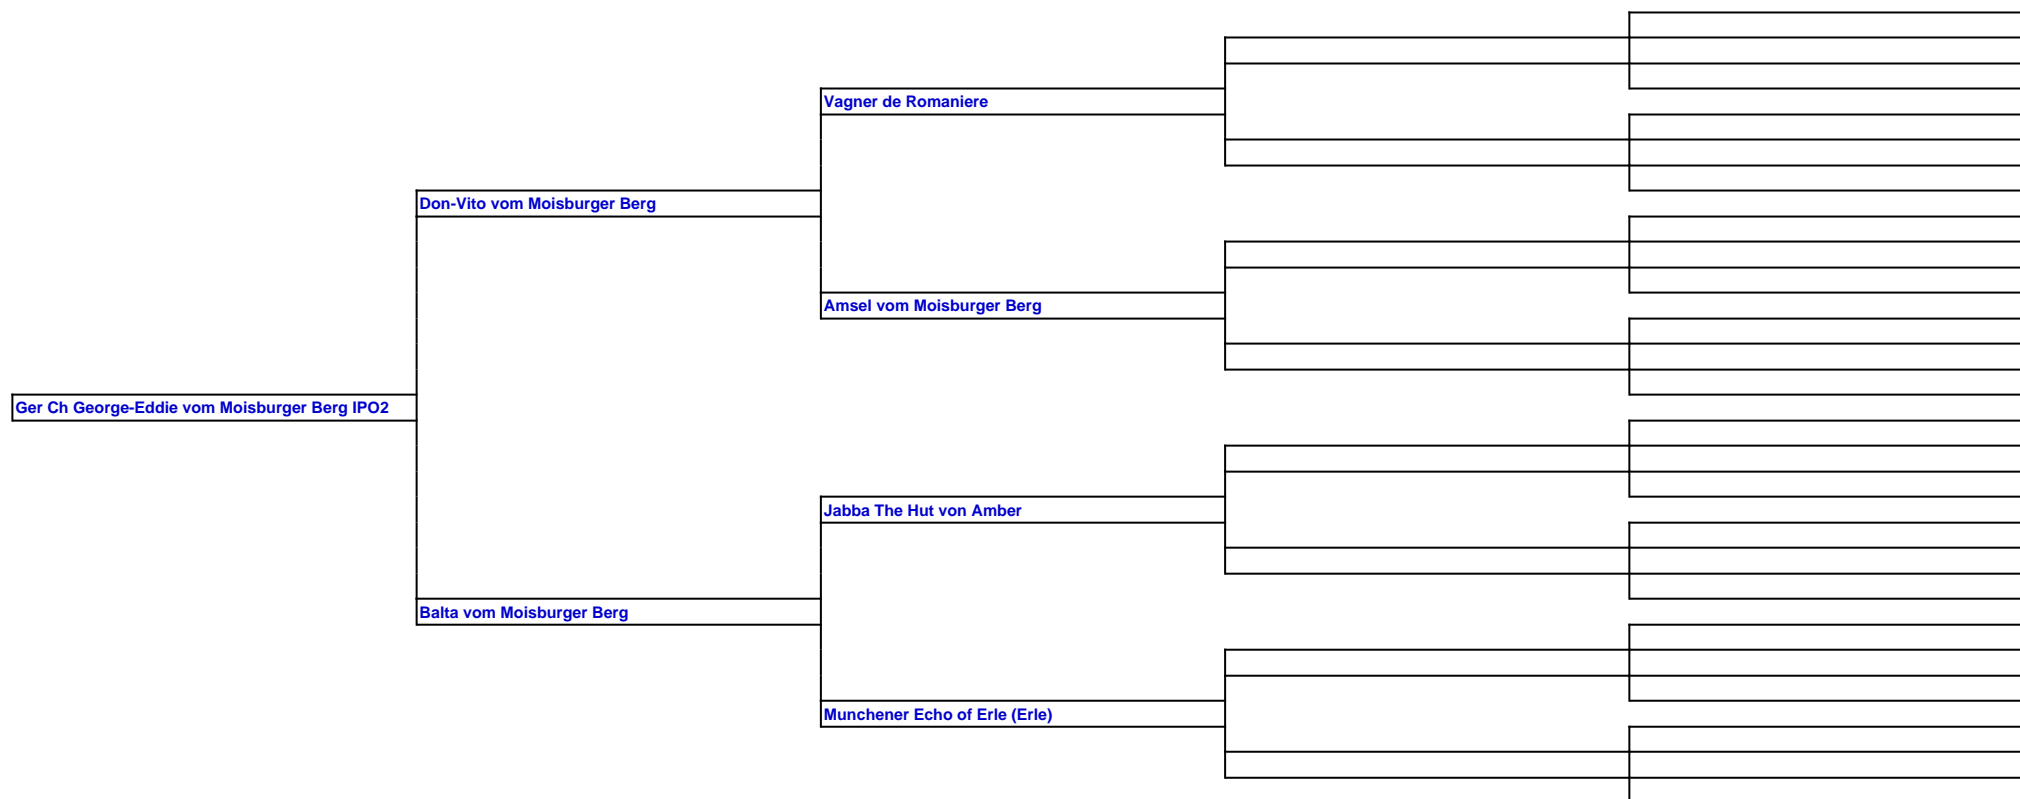 Vagner de Romaniere
Don-Vito vom Moisburger Berg
Amsel vom Moisburger Berg
Ger Ch George-Eddie vom Moisburger Berg IPO2
Jabba The Hut von Amber
Balta vom Moisburger Berg
Munchener Echo of Erle (Erle)